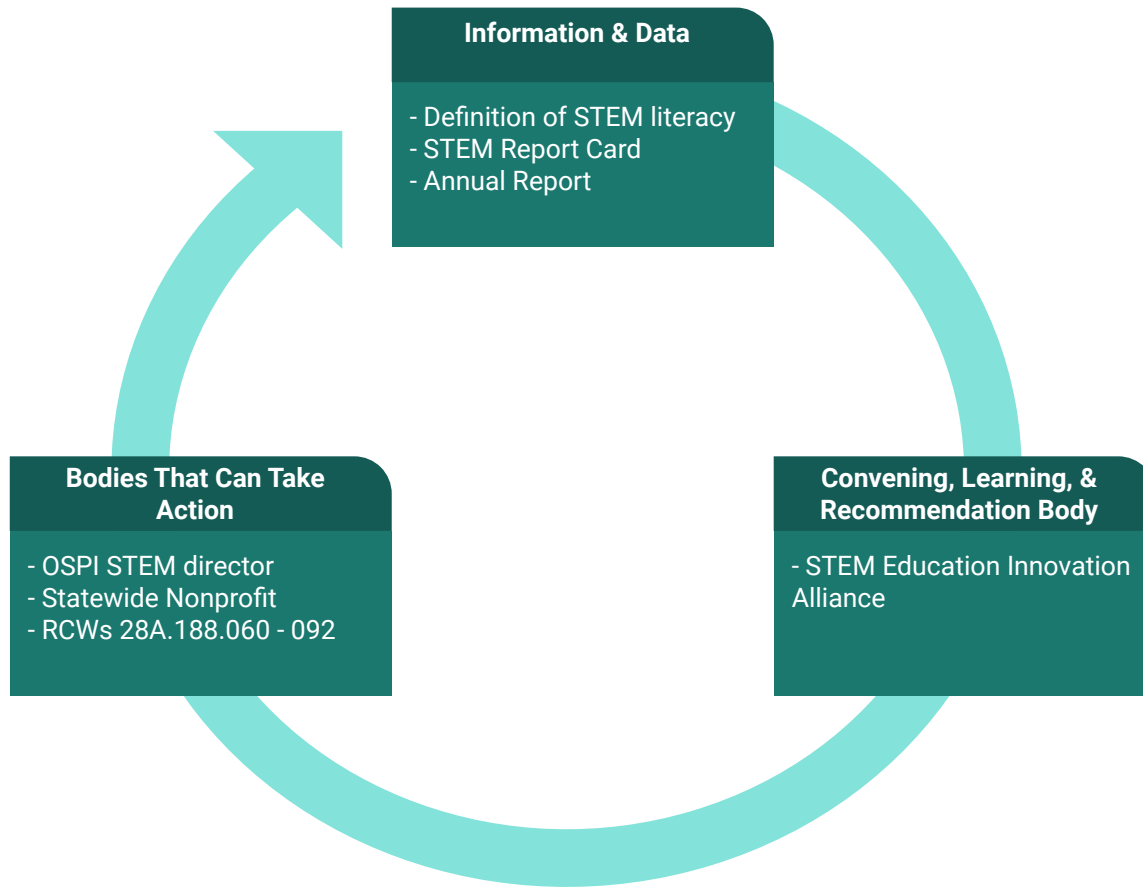 Information & Data
- Definition of STEM literacy
- STEM Report Card
- Annual Report
Bodies That Can Take
Action
- OSPI STEM director
- Statewide Nonprofit
- RCWs 28A.188.060 - 092
Convening, Learning, &
Recommendation Body
- STEM Education Innovation
Alliance